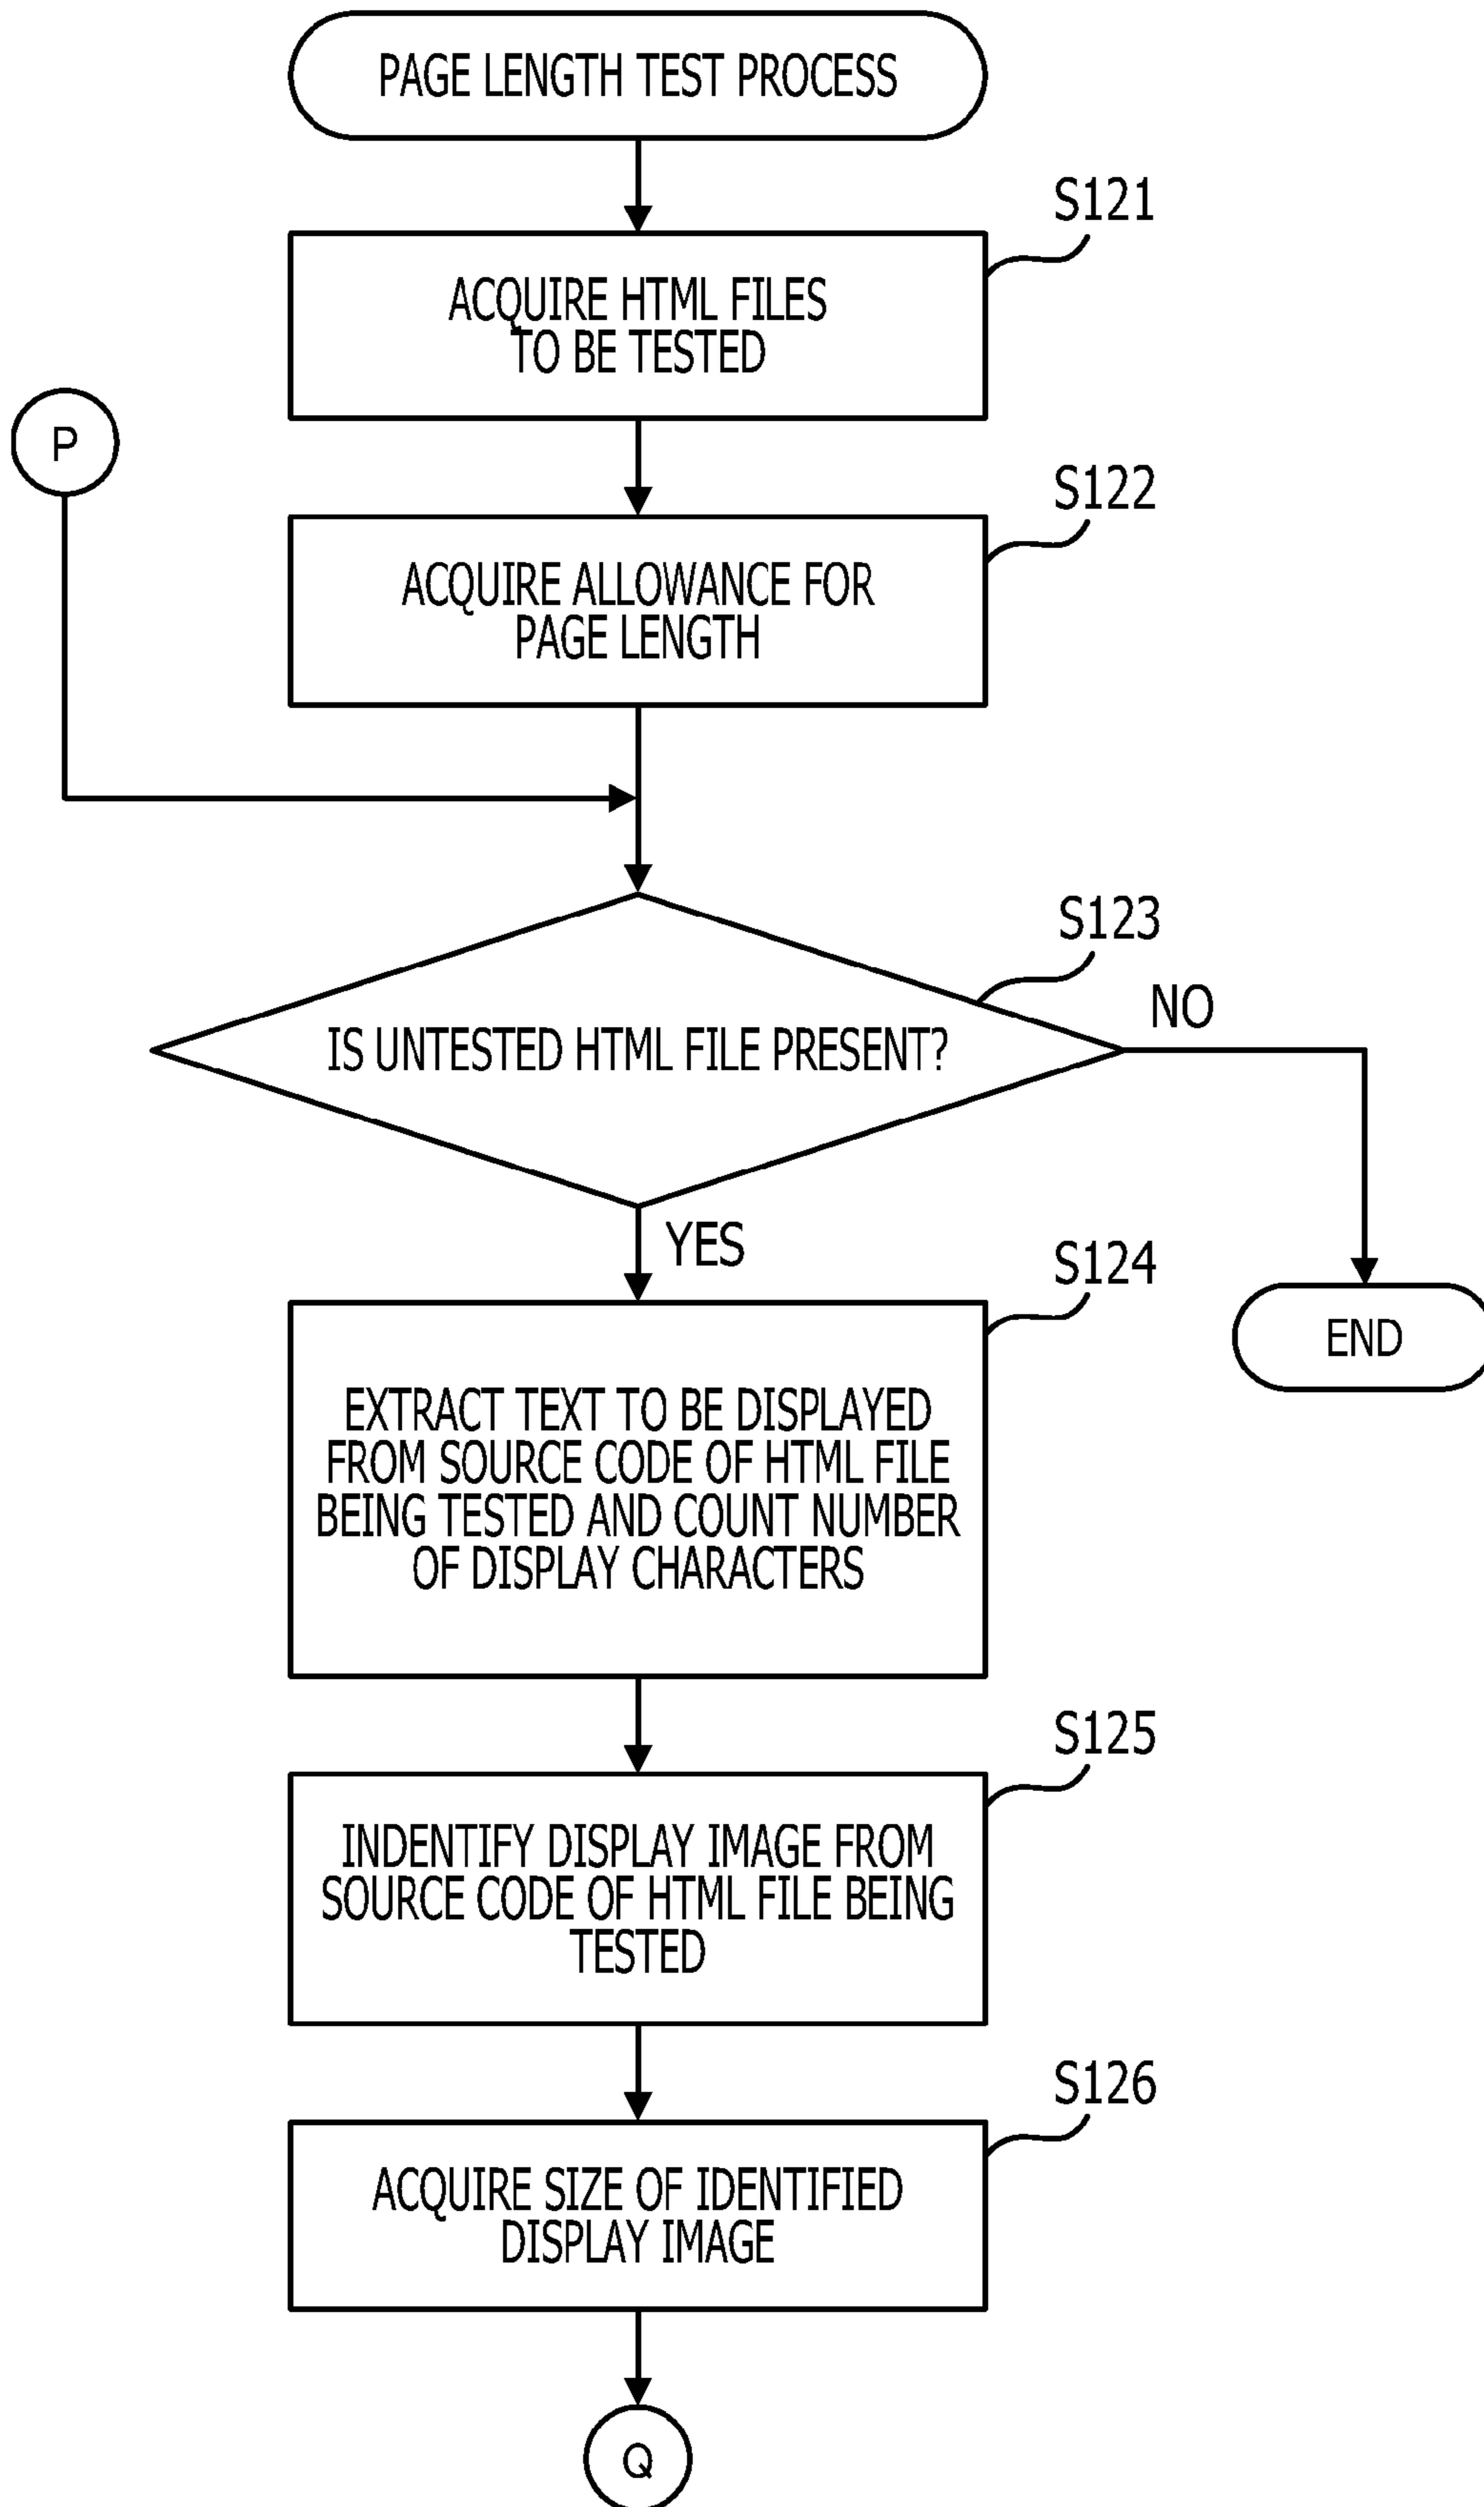 PAGE LENGTH TEST PROCESS
S121
ACQUIRE HTML FILES
TO BE TESTED
P
S122
ACQUIRE ALLOWANCE FOR
PAGE LENGTH
S123
NO
IS UNTESTED HTML FILE PRESENT?
YES
S124
END
EXTRACT TEXT TO BE DISPLAYED
FROM SOURCE CODE OF HTML FILE
BEING TESTED AND COUNT NUMBER
OF DISPLAY CHARACTERS
S125
INDENTIFY DISPLAY IMAGE FROM
SOURCE CODE OF HTML FILE BEING
TESTED
S126
ACQUIRE SIZE OF IDENTIFIED
DISPLAY IMAGE
Q